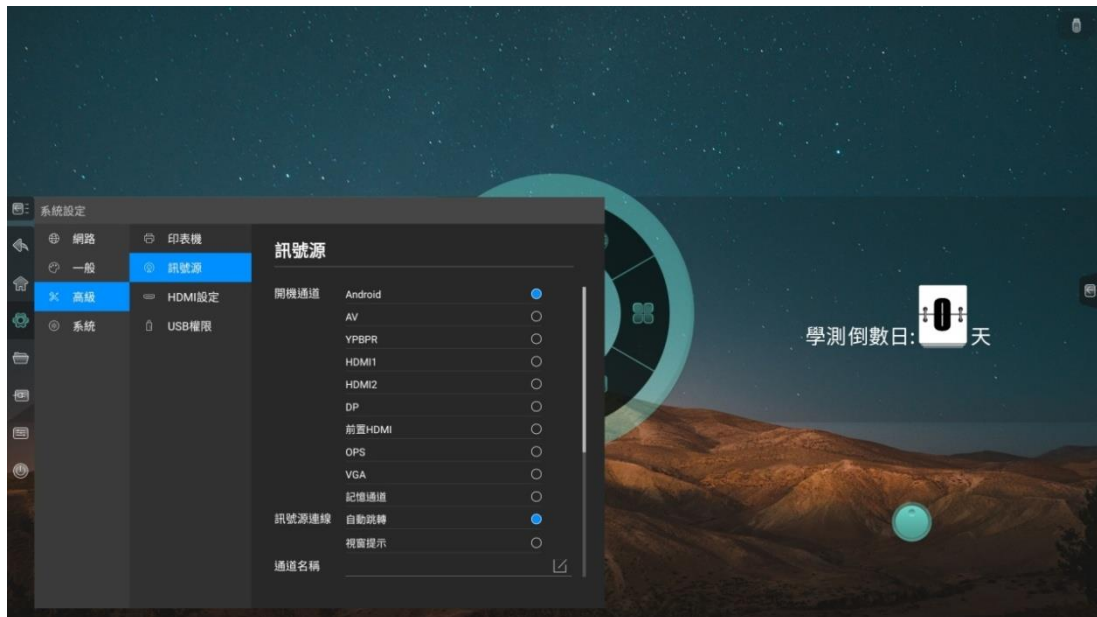 系統設定
網路
一般
高級
系統
印表機
訊號源
HDMI設定
USB權限
訊號源
開機通道 Android
AV
YPBPR
HDMI1
HDMI2
DP
前置HDMI
OPS
VGA
記憶通道
訊號源連線 自動跳轉
視窗提示
通道名稱
學測倒數日:0天